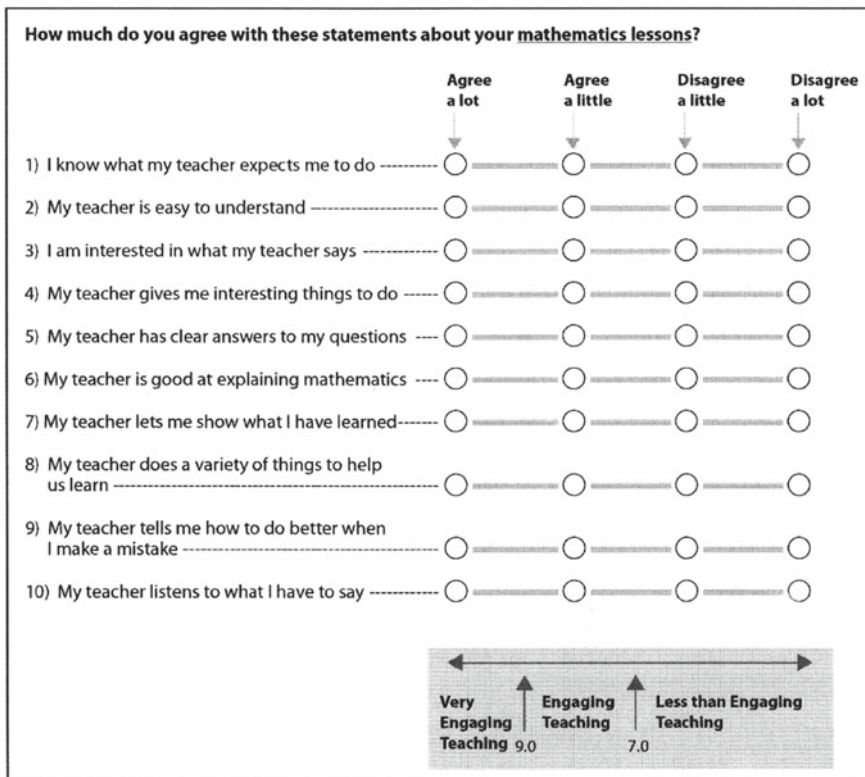 How much do you agree with these statements about your mathematics lessons?
Agree a lot
Agree a little
Disagree a little
Disagree a lot
1) I know what my teacher expects me to do
2) My teacher is easy to understand
3) I am interested in what my teacher says
4) My teacher gives me interesting things to do
5) My teacher has clear answers to my questions
6) My teacher is good at explaining mathematics
7) My teacher lets me show what I have learned
8) My teacher does a variety of things to help
us learn
9) My teacher tells me how to do better when
I make a mistake
10) My teacher listens to what I have to say
Very
Engaging
Teaching
9.0
Engaging
Teaching
7.0
Less than Engaging
Teaching